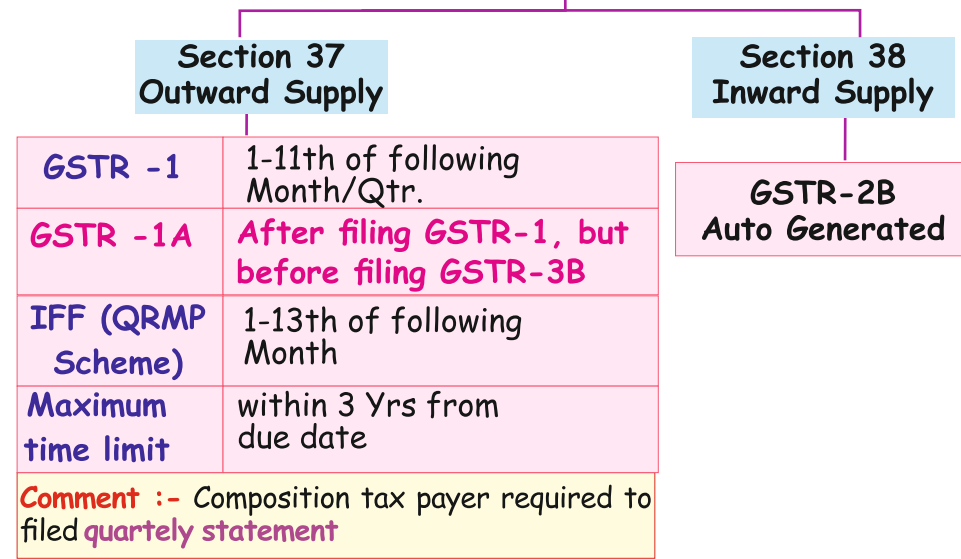 Section 37
Outward Supply
Section 38
Inward Supply
GSTR -1
1-11th of following
Month/Qtr.
GSTR -1A
After filing GSTR-1, but
before filing GSTR-3B
IFF (QRMP
Scheme)
1-13th of following
Month
Maximum
time limit
within 3 Yrs from
due date
Comment :- Composition tax payer required to
filed quartely statement
GSTR-2B
Auto Generated